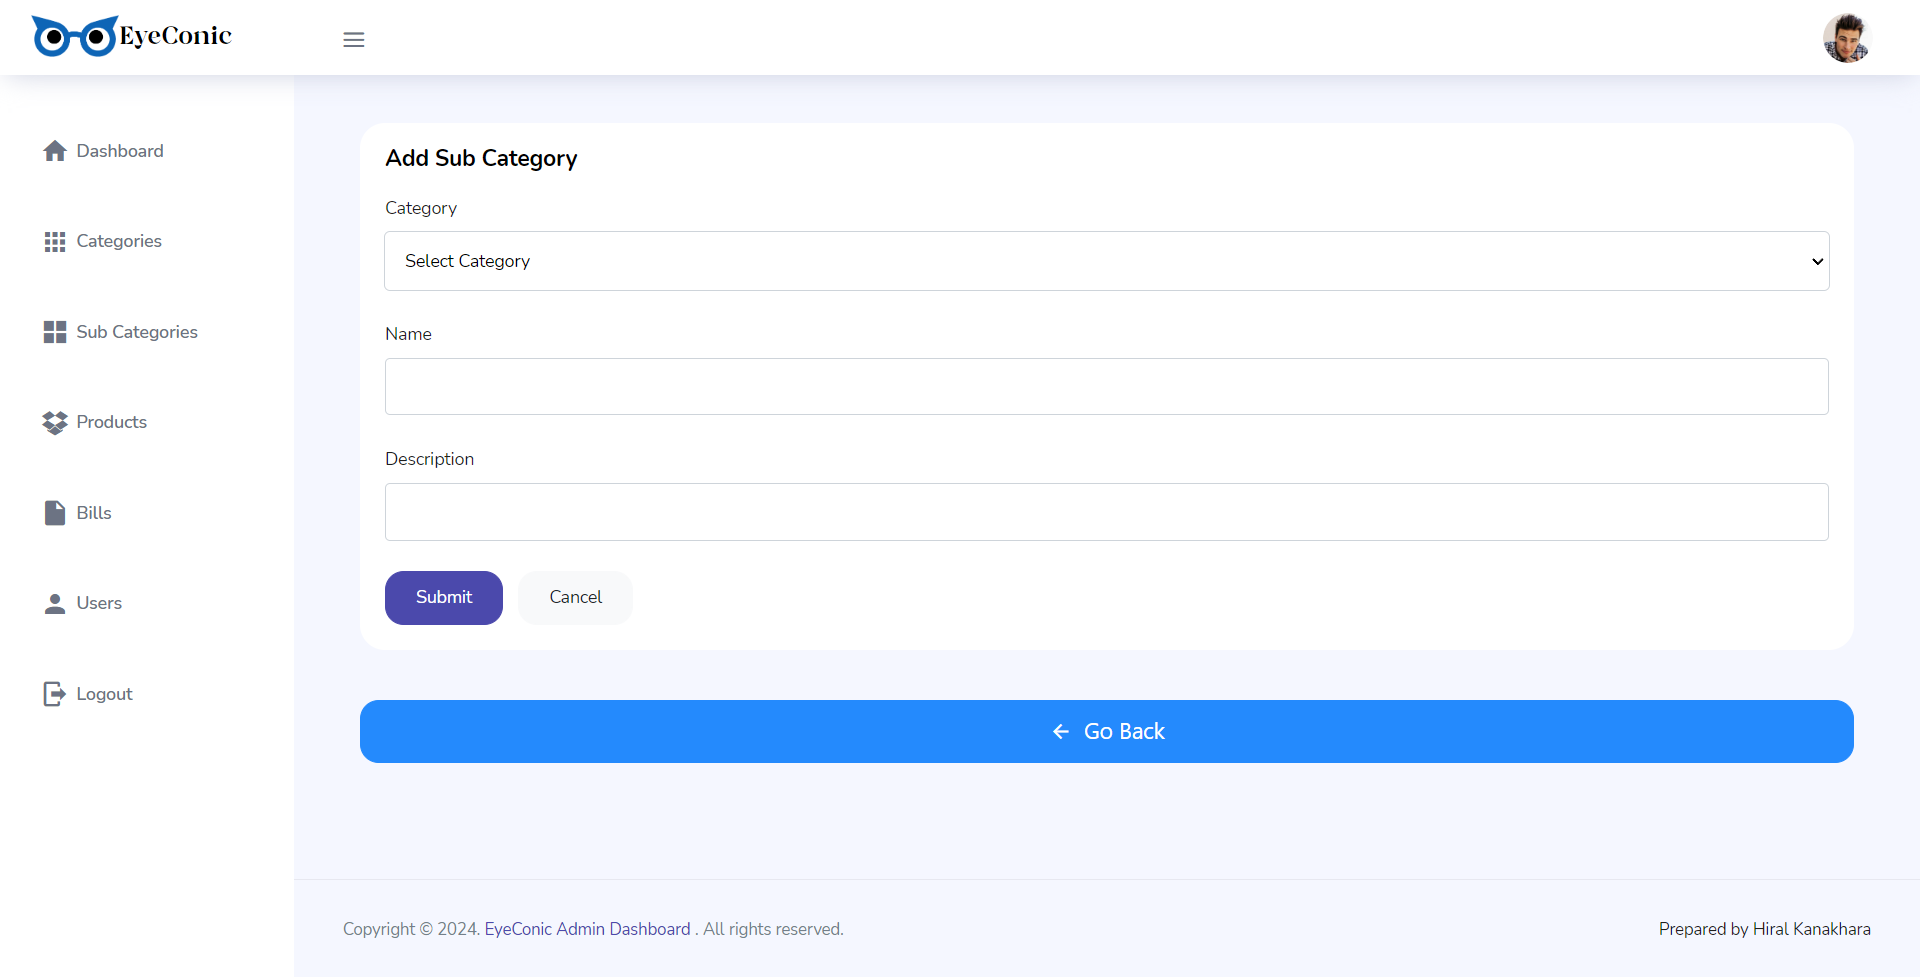 EyeConic
Dashboard
Categories
Sub Categories
Products
Bills
Users
Logout
Add Sub Category
Category
Select Category
Name
Description
Submit
Cancel
Go Back
Copyright © 2024. EyeConic Admin Dashboard . All rights reserved.
Prepared by Hiral Kanakhara